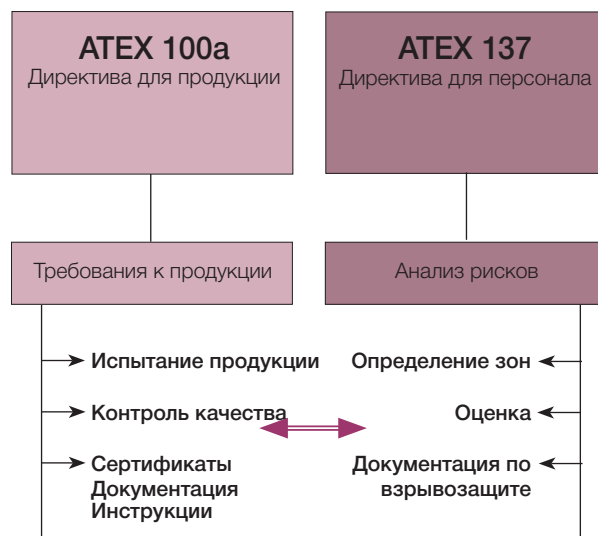 ATEX 100a
Директива для продукции
ATEX 137
Директива для персонала
Требования к продукции
Анализ рисков
Испытание продукции
Контроль качества
Сертификаты
Документация
Инструкции
Определение зон
Оценка
Документация по
взрывозащите